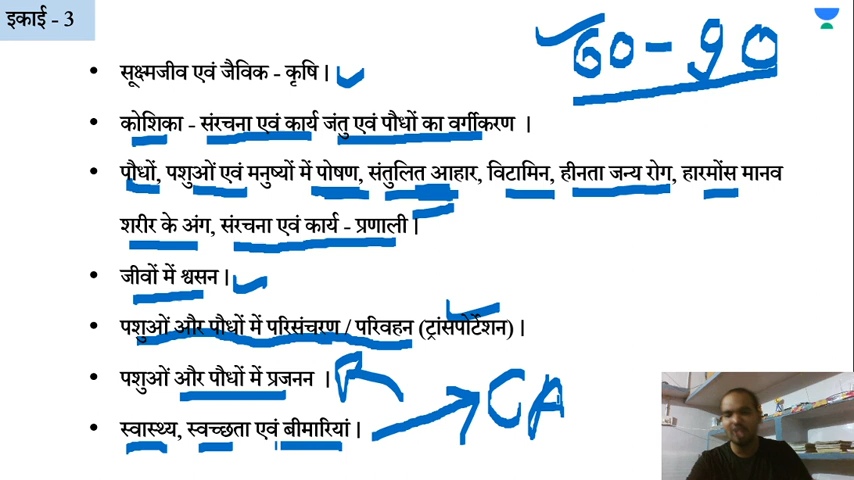 इकाई - 3
60-90
• सूक्ष्मजीव एवं जैविक - कृषि |
• कोशिका - संरचना एवं कार्य जंतु एवं पौधों का वर्गीकरण |
• पौधों, पशुओं एवं मनुष्यों में पोषण, संतुलित आहार, विटामिन, हीनता जन्य रोग, हारमोंस मानव
शरीर के अंग, संरचना एवं कार्य - प्रणाली |
• जीवों में श्वसन |
• पशुओं और पौधों में परिसंचरण / परिवहन (ट्रांसपोर्टेशन) |
• पशुओं और पौधों में प्रजनन |
• स्वास्थ्य, स्वच्छता एवं बीमारियां | CA